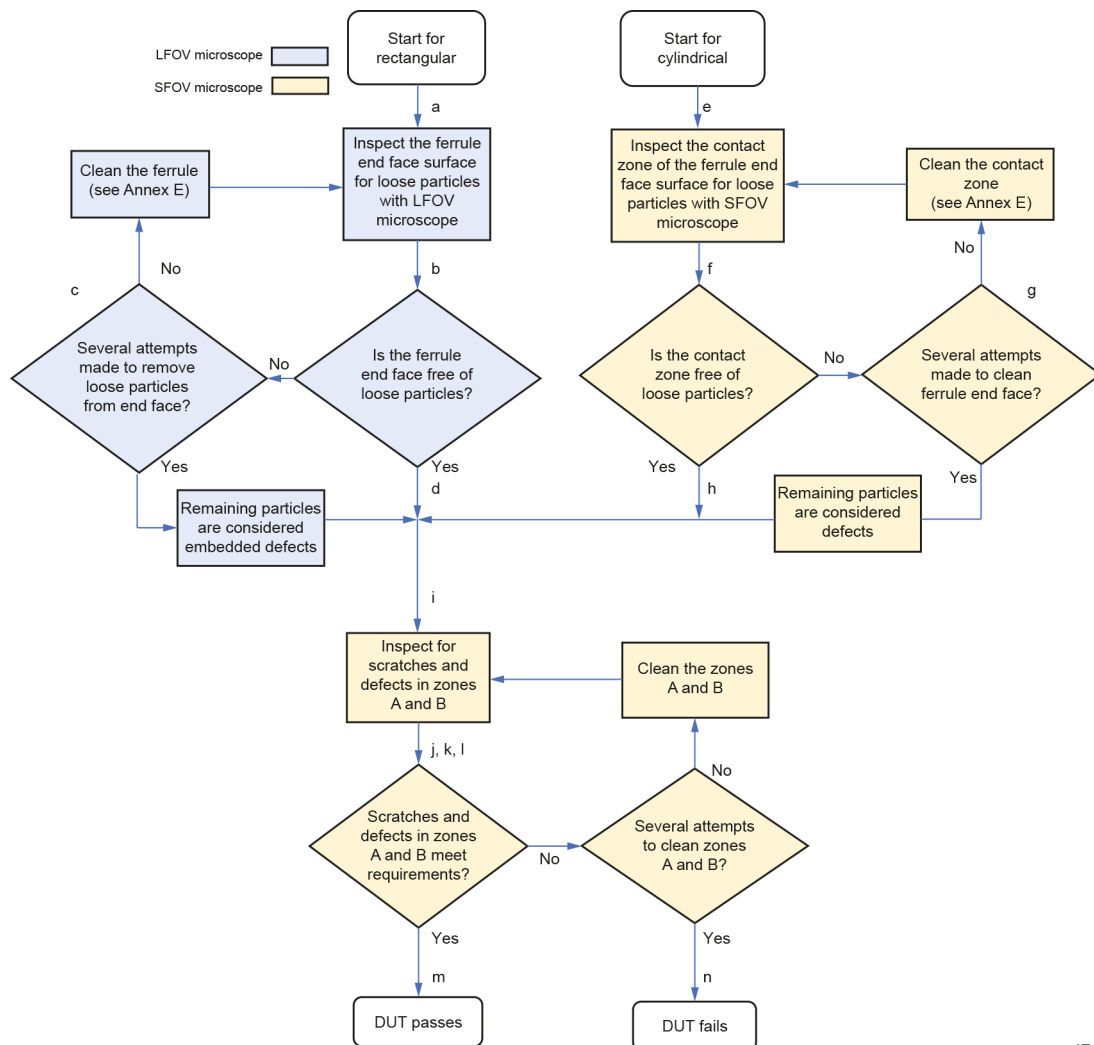 LFOV microscope
SFOV microscope
Start for
rectangular
Start for
cylindrical
a
e
Clean the ferrule
(see Annex E)
Inspect the ferrule
end face surface
for loose particles
with LFOV
microscope
Inspect the contact
zone of the ferrule end
face surface for loose
particles with SFOV
microscope
Clean the contact
zone
(see Annex E)
No
b
f
No
c
g
Several attempts
made to remove
loose particles
from end face?
No
Is the ferrule
end face free of
loose particles?
Is the contact
zone free of
loose particles?
No
Several attempts
made to clean
ferrule end face?
Yes
Yes
Yes
Yes
d
h
Remaining particles
are considered
embedded defects
Remaining particles
are considered
defects
i
Inspect for
scratches and
defects in zones
A and B
Clean the zones
A and B
j, k, l
No
Scratches and
defects in zones
A and B meet
requirements?
No
Several attempts
to clean zones
A and B?
Yes
Yes
m
n
DUT passes
DUT fails